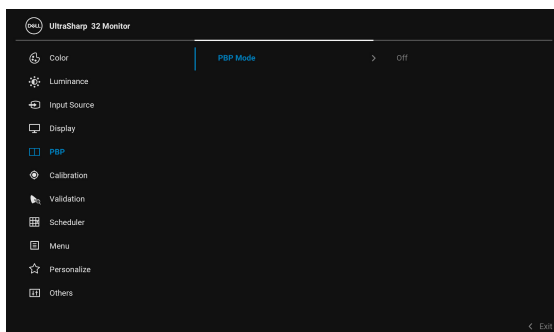 DELL UltraSharp 32 Monitor
Color
PBP Mode > Off
Luminance
Input Source
Display
PBP
Calibration
Validation
Scheduler
Menu
Personalize
Others
< Exit